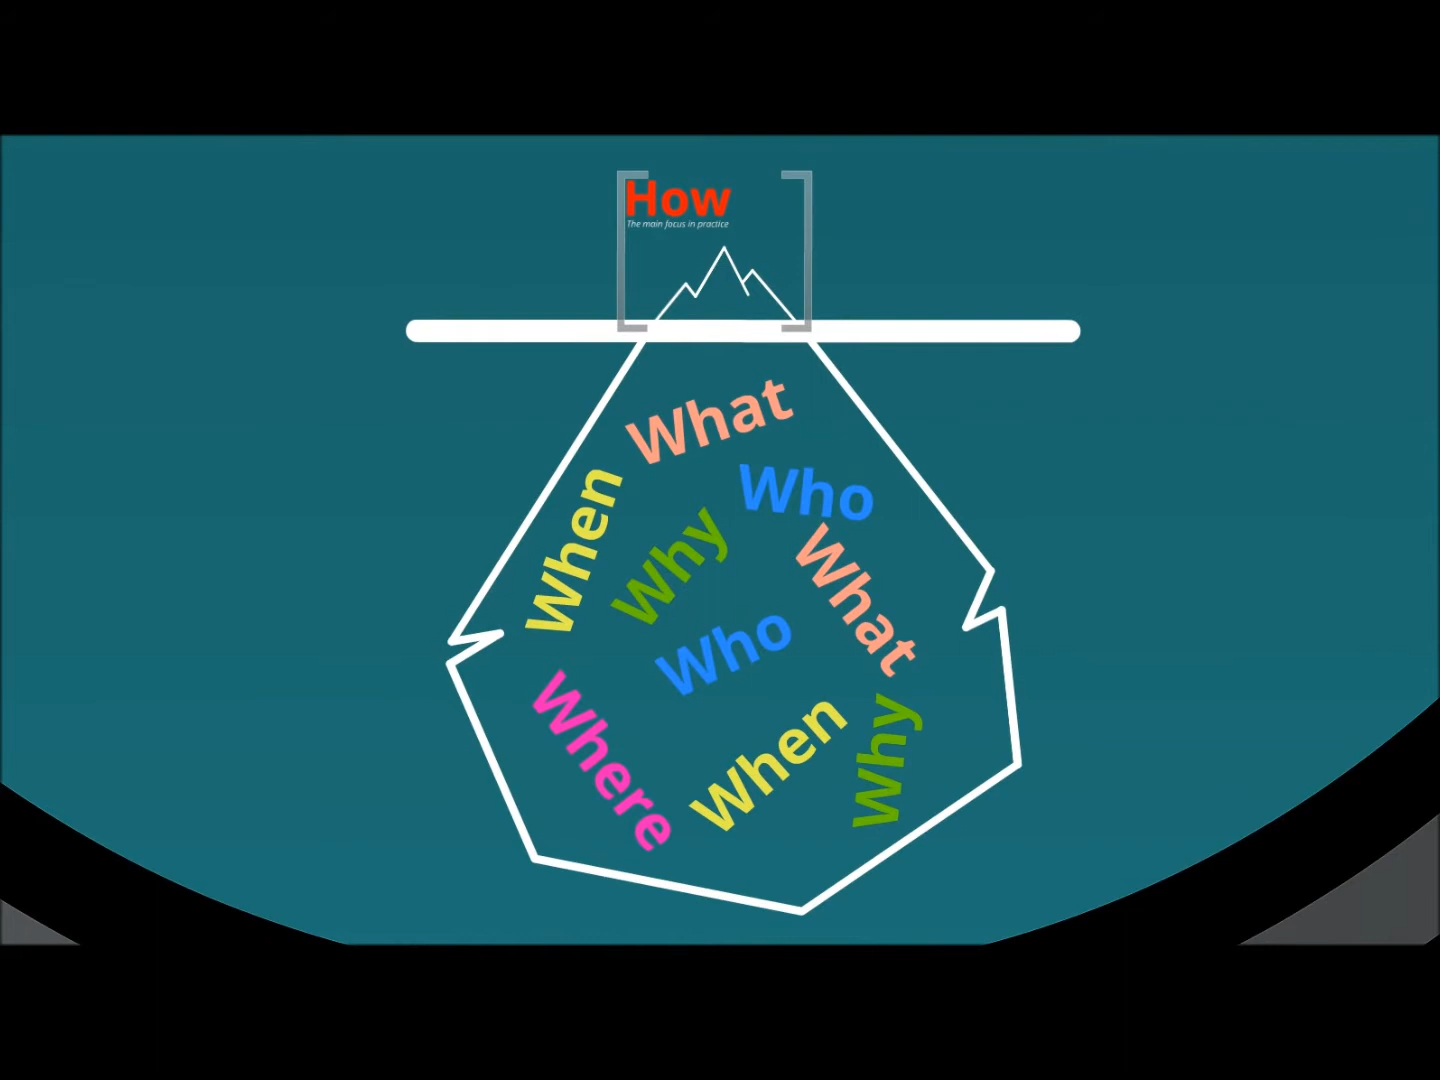 How
The main focus in practice
What
Who
When
Why
What
Who
Where
When
Why